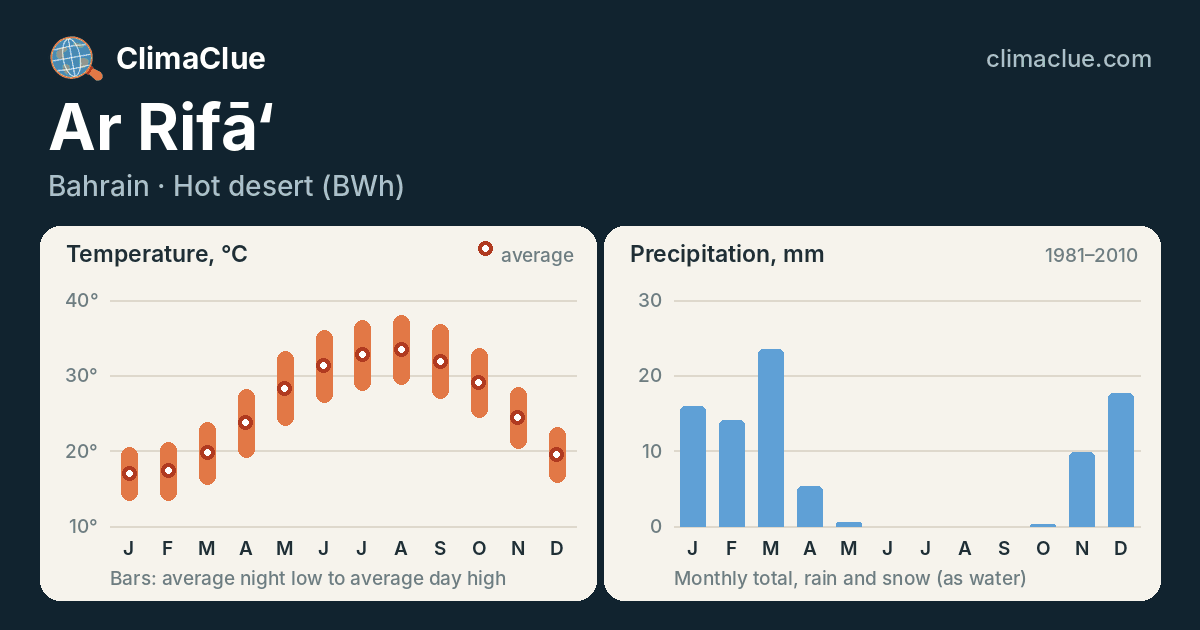 ClimaClue
climaclue.com
Ar Rifā‘
Bahrain · Hot desert (BWh)
Temperature, °C
average
40°
30°
20°
10°
J F M A M J J A S O N D
Bars: average night low to average day high
Precipitation, mm
1981–2010
30
20
10
0
J F M A M J J A S O N D
Monthly total, rain and snow (as water)